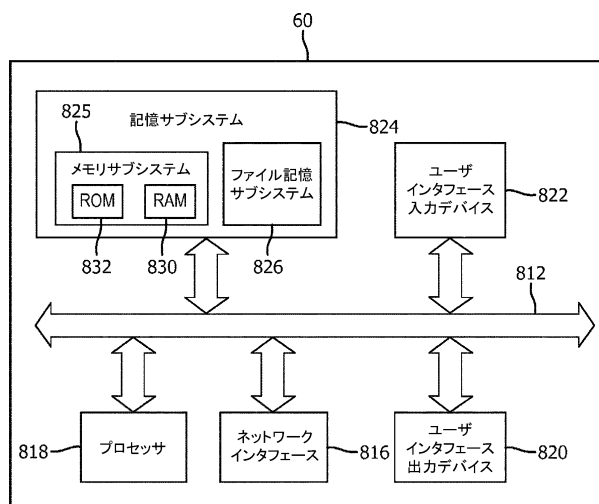 60
825
記憶サブシステム
824
メモリサブシステム
ROM
RAM
832
830
ファイル記憶
サブシステム
826
ユーザ
インタフェース
入力デバイス
822
812
818
プロセッサ
ネットワーク
インタフェース
816
ユーザ
インタフェース
出力デバイス
820